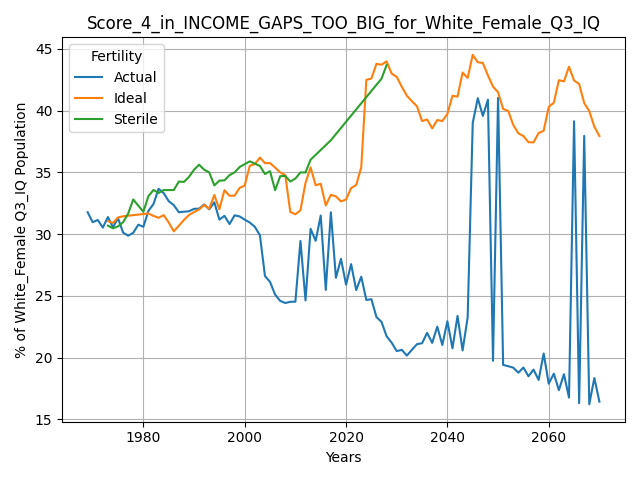 Score_4_in_INCOME_GAPS_TOO_BIG_for_White_Female_Q3_IQ
Fertility
Actual
Ideal
Sterile
% of White_Female Q3_IQ Population
45
40
35
30
25
20
15
1980
2000
2020
2040
2060
Years